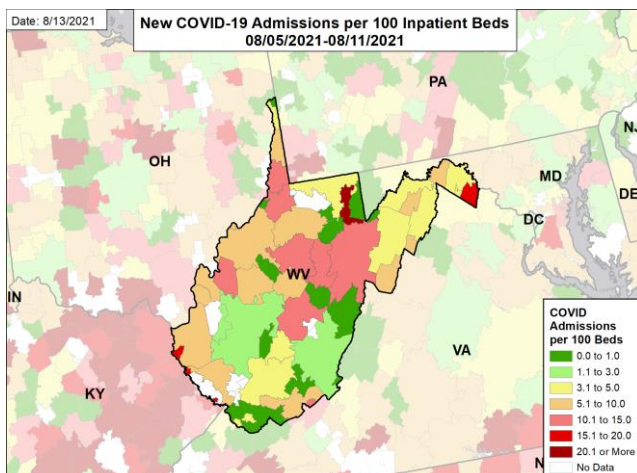 Date: 8/13/2021
New COVID-19 Admissions per 100 Inpatient Beds
08/05/2021-08/11/2021
PA
OH
NJ
MD
DE
DC
WV
IN
VA
KY
N
COVID
Admissions
per 100 Beds
0.0 to 1.0
1.1 to 3.0
3.1 to 5.0
5.1 to 10.0
10.1 to 15.0
15.1 to 20.0
20.1 or More
No Data